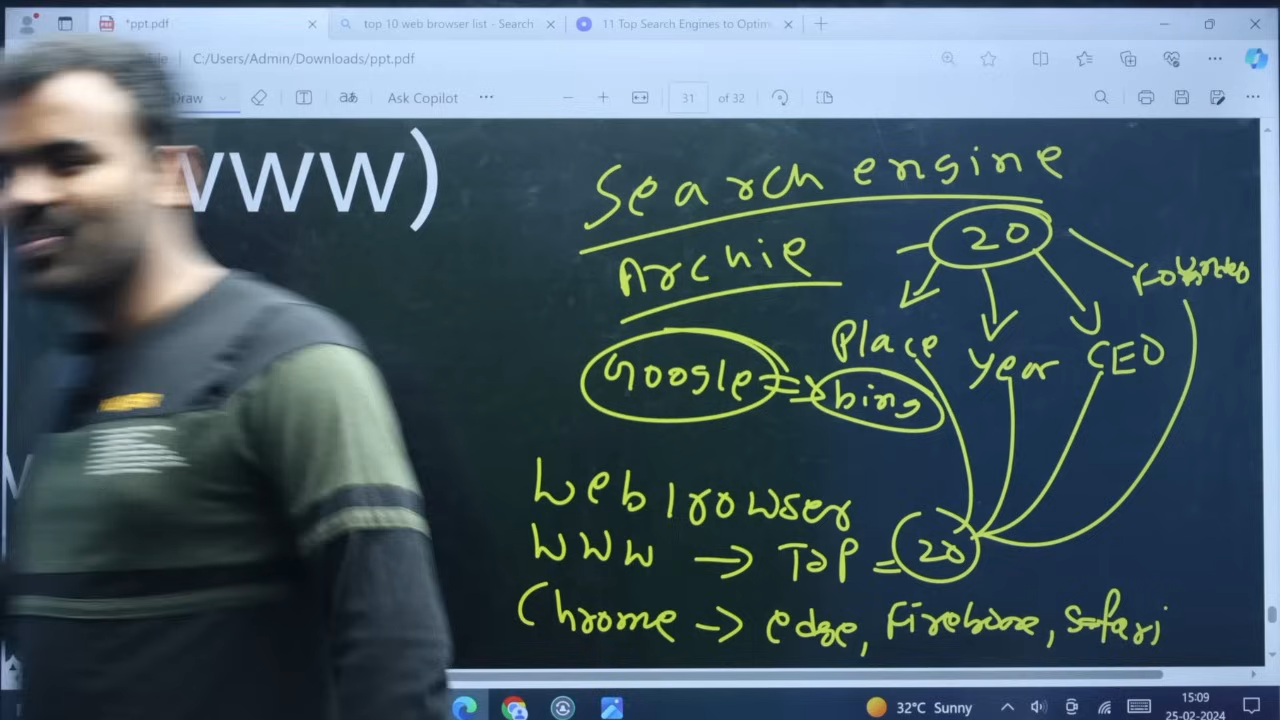 *ppt.pdf
top 10 web browser list - Search
11 Top Search Engines to Optim
File
C:/Users/Admin/Downloads/ppt.pdf
Draw
Ask Copilot
31 of 32
www)
Search engine
Archie
20
Google
bing
Place
Year
CEO
Web browser
WWW → Top = 20
Chrome → edge, Safari
32°C Sunny
15:09
25-02-2024